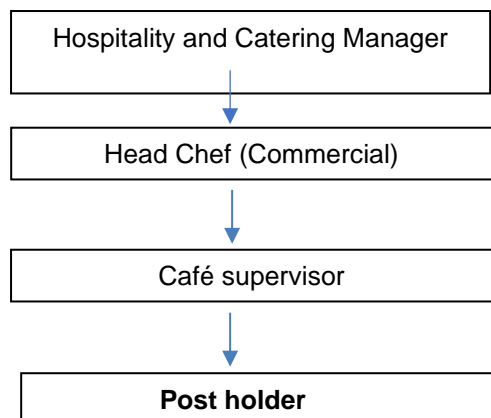 Hospitality and Catering Manager
Head Chef (Commercial)
Café supervisor
Post holder